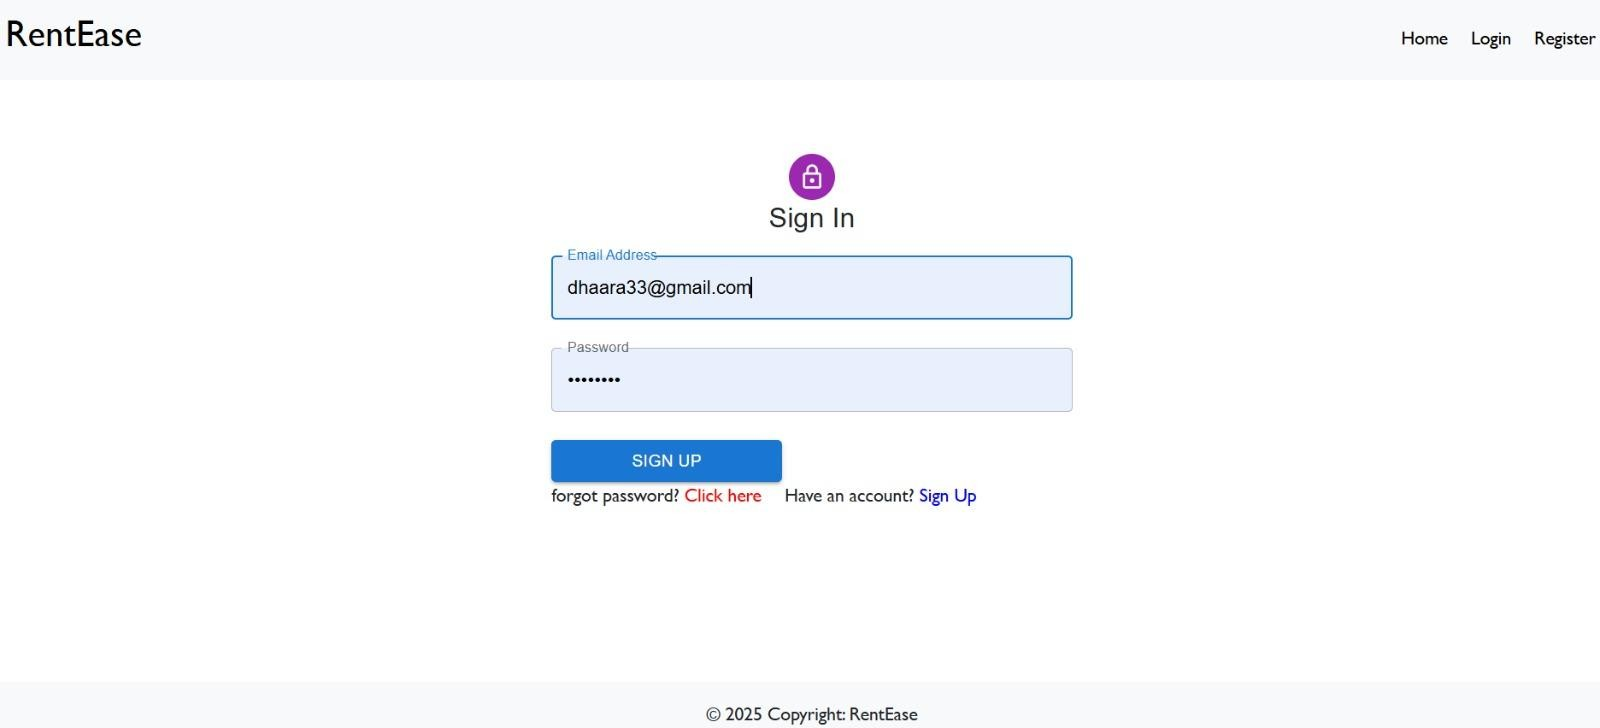 RentEase
Home Login Register
Sign In
Email Address
dhaara33@gmail.com
Password
••••••••
SIGN UP
forgot password? Click here Have an account? Sign Up
© 2025 Copyright: RentEase